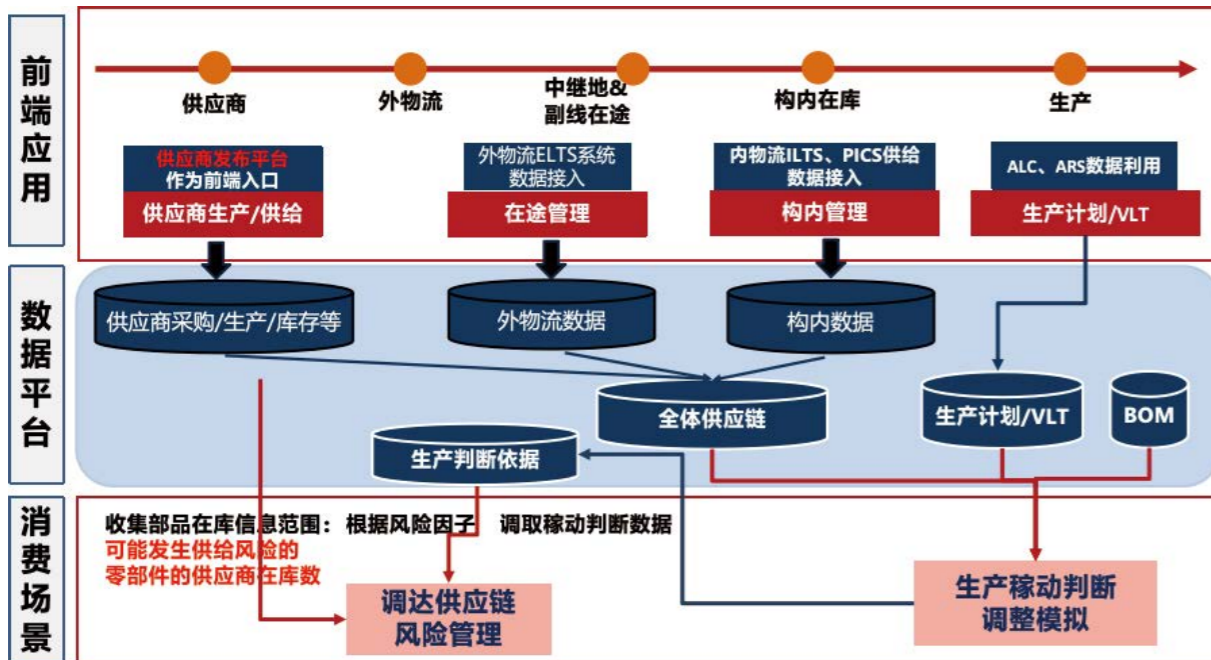 前端应用
供应商
外物流
中继地&
副线在途
构内在库
生产
供应商发布平台
作为前端入口
供应商生产/供给
外物流ELTS系统
数据接入
在途管理
内物流ILTS、PICS供给
数据接入
构内管理
ALC、ARS数据利用
生产计划/VLT
数据平台
供应商采购/生产/库存等
外物流数据
构内数据
全体供应链
生产计划/VLT
BOM
生产判断依据
消费场景
收集部品在库信息范围：根据风险因子 调取稼动判断数据
可能发生供给风险的
零部件的供应商在库数
调达供应链
风险管理
生产稼动判断
调整模拟